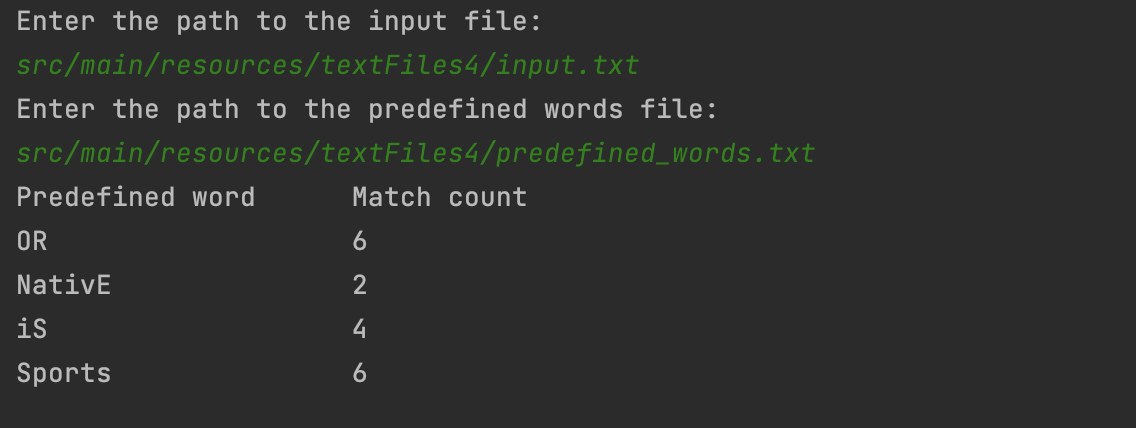 Enter the path to the input file:
src/main/resources/textFiles4/input.txt
Enter the path to the predefined words file:
src/main/resources/textFiles4/predefined_words.txt
Predefined word      Match count
OR                   6
NativE               2
iS                   4
Sports               6